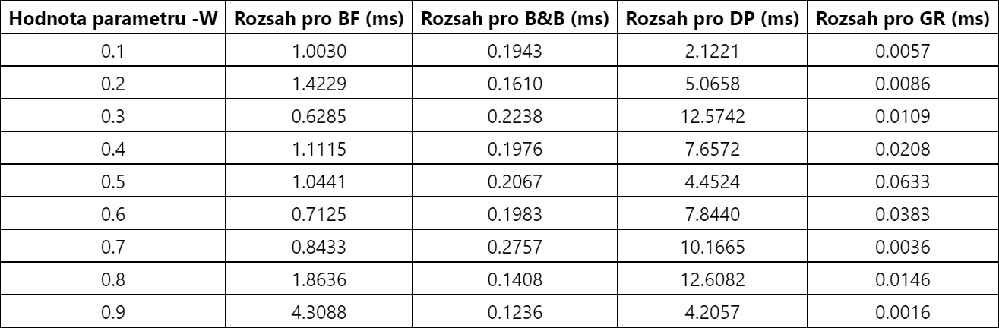 Hodnota parametru -W Rozsah pro BF (ms) Rozsah pro B&B (ms) Rozsah pro DP (ms) Rozsah pro GR (ms)
0.1 1.0030 0.1943 2.1221 0.0057
0.2 1.4229 0.1610 5.0658 0.0086
0.3 0.6285 0.2238 12.5742 0.0109
0.4 1.1115 0.1976 7.6572 0.0208
0.5 1.0441 0.2067 4.4524 0.0633
0.6 0.7125 0.1983 7.8440 0.0383
0.7 0.8433 0.2757 10.1665 0.0036
0.8 1.8636 0.1408 12.6082 0.0146
0.9 4.3088 0.1236 4.2057 0.0016